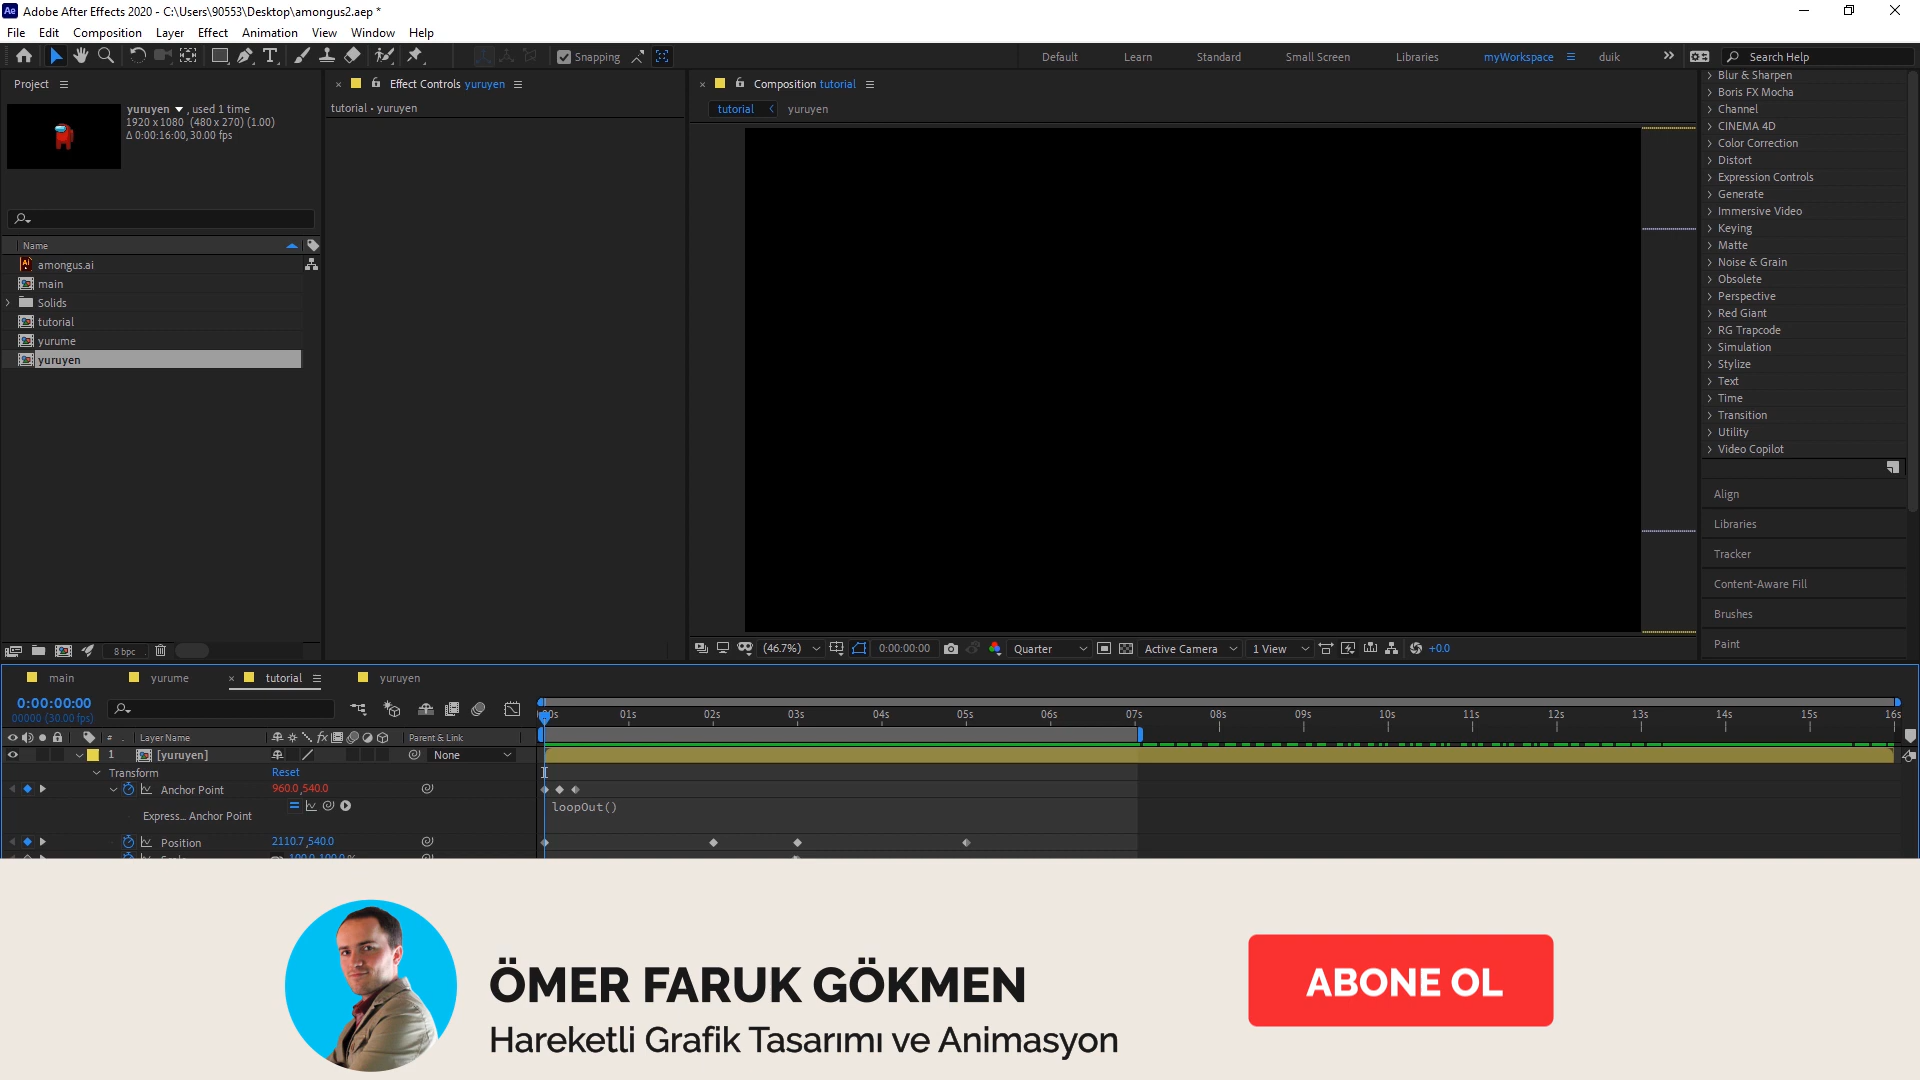 Adobe After Effects 2020 - C:\Users\90553\Desktop\amongus2.aep *
File Edit Composition Layer Effect Animation View Window Help
Snapping
Default Learn Standard Small Screen Libraries myWorkspace duik Search Help
Project
Effect Controls yuruyen
Composition tutorial
tutorial • yuruyen
tutorial yuruyen
yuruyen , used 1 time
1920 x 1080 (480 x 270) (1.00)
Δ 0:00:16:00, 30.00 fps
Name
amongus.ai
main
Solids
tutorial
yurume
yuruyen
8 bpc
(46.7%) 0:00:00:00 Quarter Active Camera 1 View +0.0
Blur & Sharpen
Boris FX Mocha
Channel
CINEMA 4D
Color Correction
Distort
Expression Controls
Generate
Immersive Video
Keying
Matte
Noise & Grain
Obsolete
Perspective
Red Giant
RG Trapcode
Simulation
Stylize
Text
Time
Transition
Utility
Video Copilot
Align
Libraries
Tracker
Content-Aware Fill
Brushes
Paint
main yurume tutorial yuruyen
0:00:00:00
00000 (30.00 fps)
01s 02s 03s 04s 05s 06s 07s 08s 09s 10s 11s 12s 13s 14s 15s 16s
# Layer Name fx Parent & Link
1 [yuruyen] None
Transform Reset
Anchor Point 960.0,540.0
loopOut()
Express... Anchor Point
Position 2110.7,540.0
ÖMER FARUK GÖKMEN
Hareketli Grafik Tasarımı ve Animasyon
ABONE OL